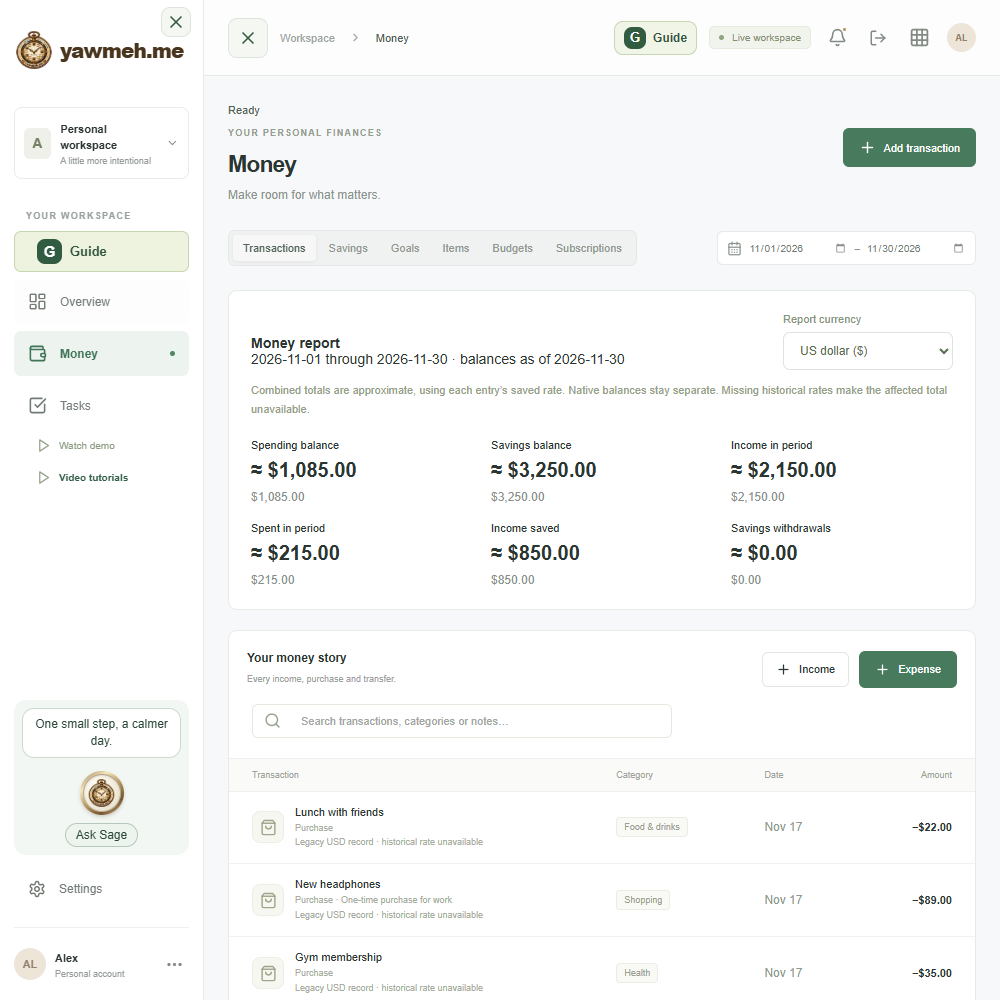 yawmeh.me
Workspace
Money
G
Guide
Live workspace
AL
A
Personal
workspace
A little more intentional
YOUR WORKSPACE
G
Guide
Overview
Money
Tasks
Watch demo
Video tutorials
One small step, a calmer
day.
Ask Sage
Settings
AL
Alex
Personal account
Ready
YOUR PERSONAL FINANCES
Money
Make room for what matters.
Add transaction
Transactions
Savings
Goals
Items
Budgets
Subscriptions
11/01/2026 – 11/30/2026
Report currency
US dollar ($)
Money report
2026-11-01 through 2026-11-30 · balances as of 2026-11-30
Combined totals are approximate, using each entry's saved rate. Native balances stay separate. Missing historical rates make the affected total
unavailable.
Spending balance
≈ $1,085.00
$1,085.00
Savings balance
≈ $3,250.00
$3,250.00
Income in period
≈ $2,150.00
$2,150.00
Spent in period
≈ $215.00
$215.00
Income saved
≈ $850.00
$850.00
Savings withdrawals
≈ $0.00
$0.00
Your money story
Every income, purchase and transfer.
Income
Expense
Search transactions, categories or notes...
Transaction
Category
Date
Amount
Lunch with friends
Purchase
Legacy USD record · historical rate unavailable
Food & drinks
Nov 17
−$22.00
New headphones
Purchase · One-time purchase for work
Legacy USD record · historical rate unavailable
Shopping
Nov 17
−$89.00
Gym membership
Purchase
Legacy USD record · historical rate unavailable
Health
Nov 17
−$35.00